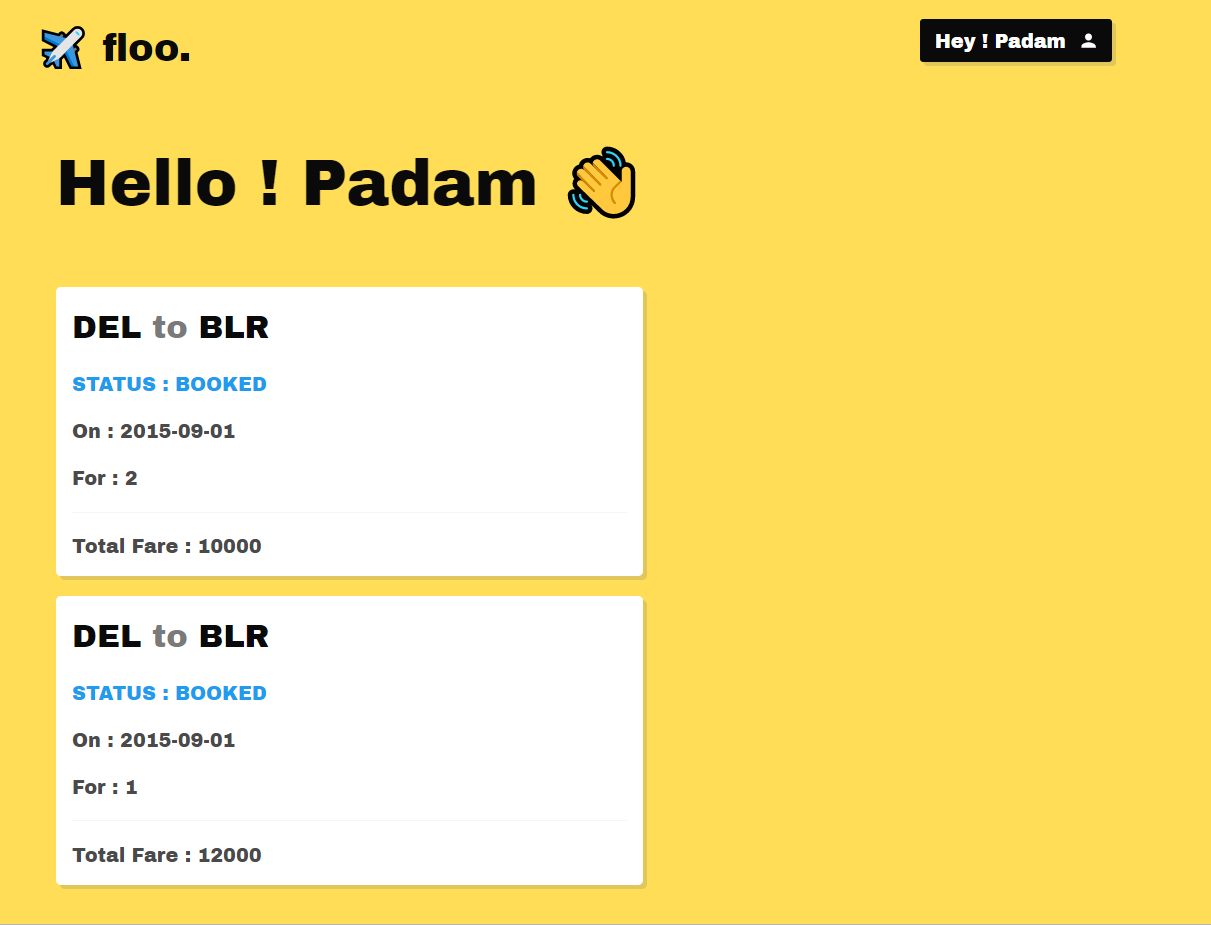 floo.
Hey ! Padam
Hello ! Padam
DEL to BLR
STATUS : BOOKED
On : 2015-09-01
For : 2
Total Fare : 10000
DEL to BLR
STATUS : BOOKED
On : 2015-09-01
For : 1
Total Fare : 12000